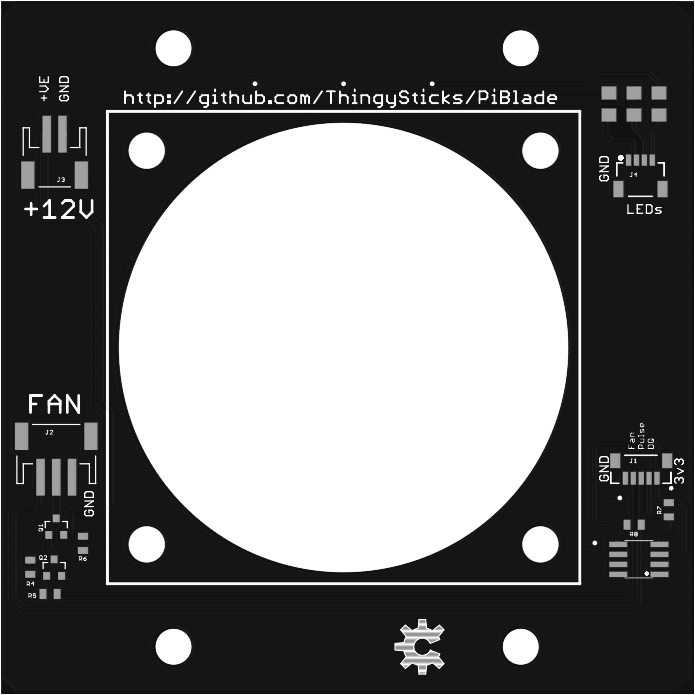 +VE
GND
http://github.com/ThingySticks/PiBlade
J3
+12V
GND
J4
LEDs
FAN
J2
GND
Q1
Q2
R6
R4
R5
Fan
Pulse
DQ
J1
GND
3v3
R7
R8